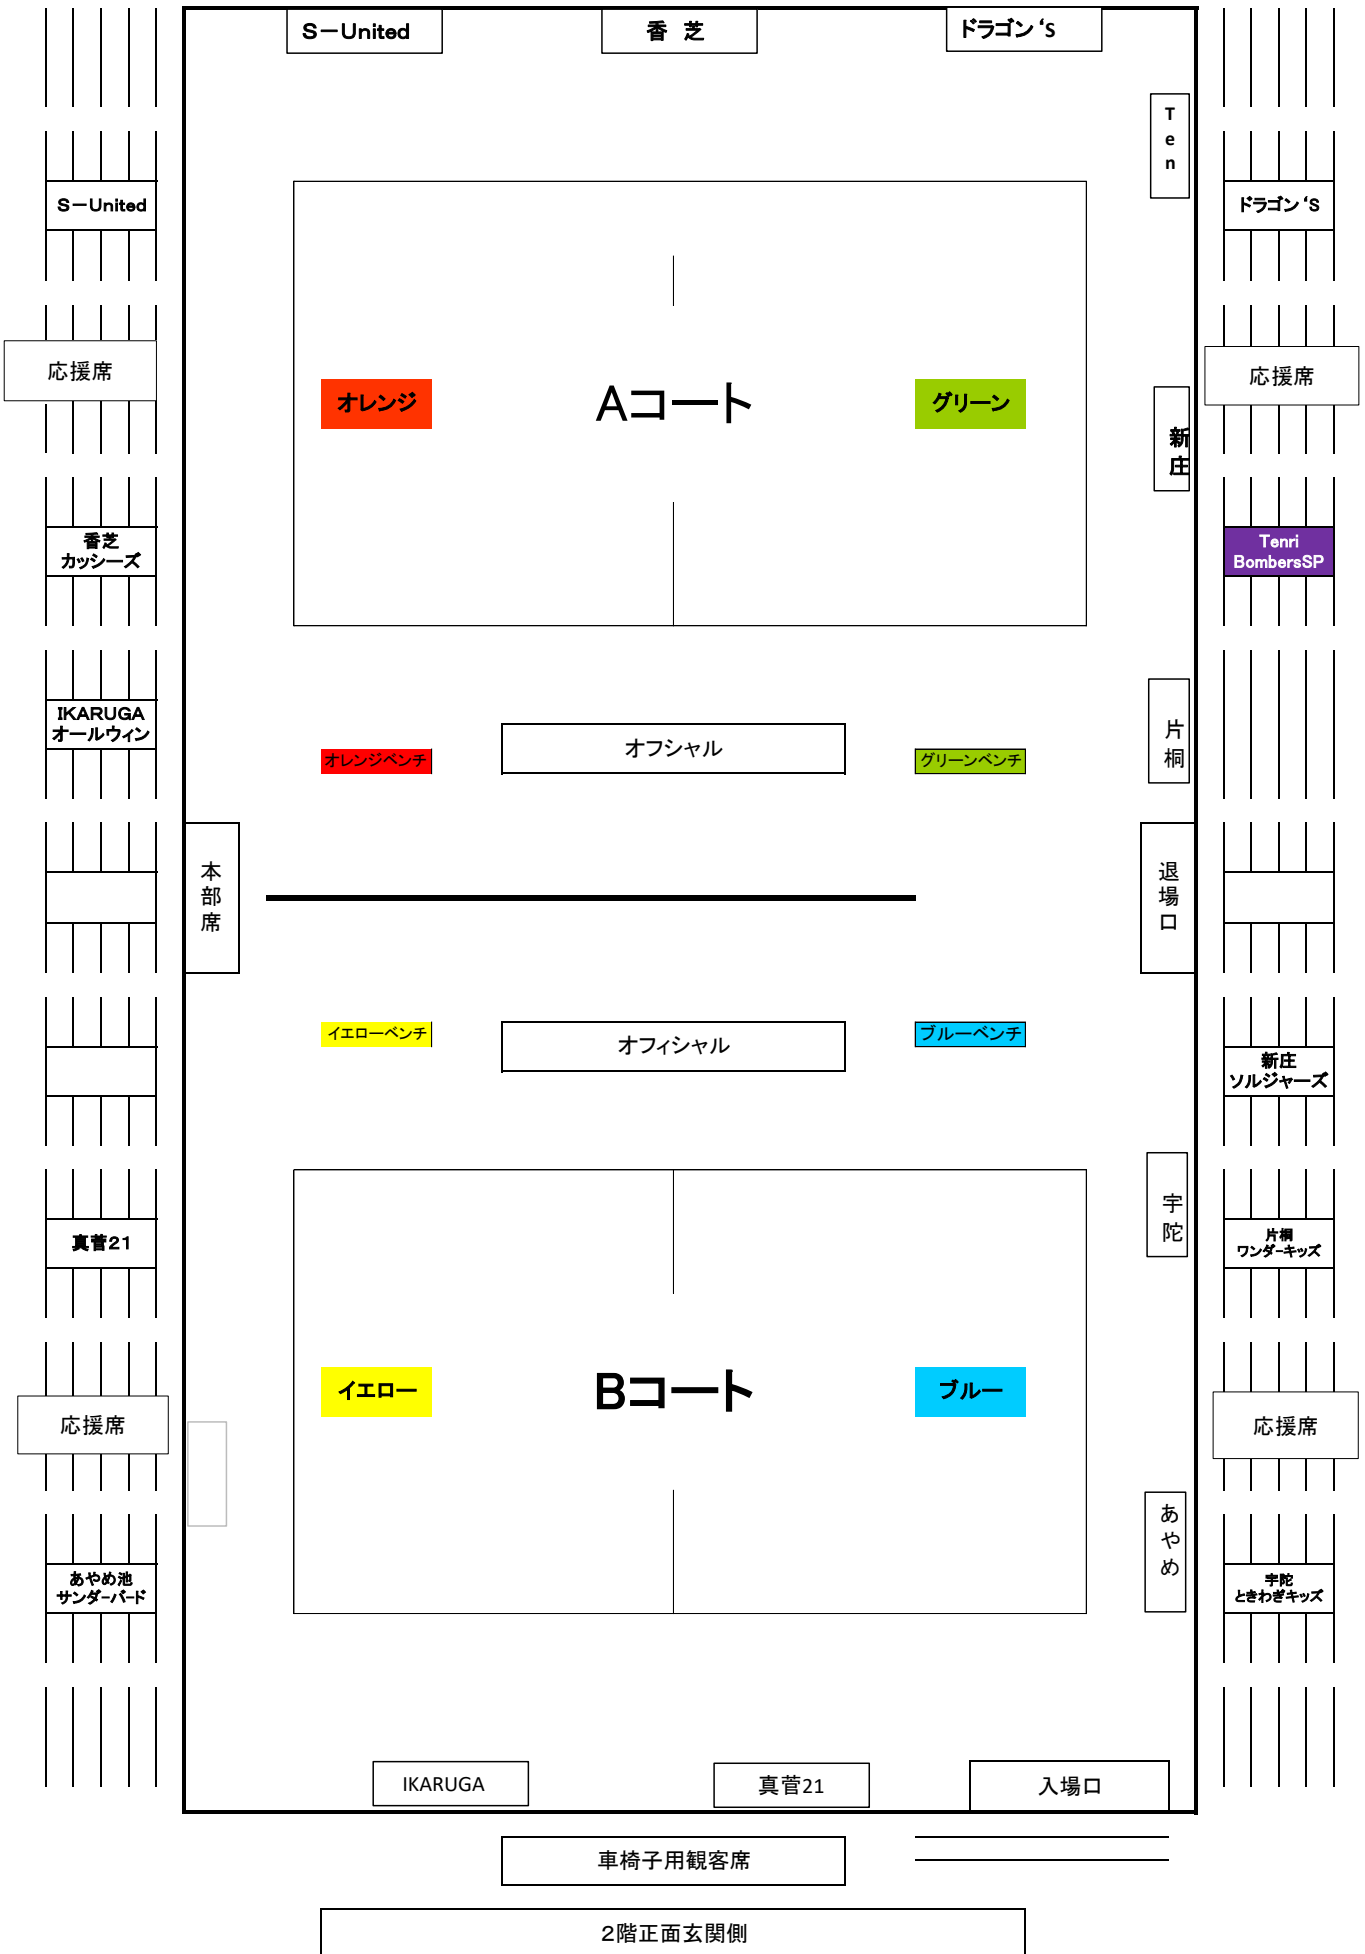 S－United
香 芝
ドラゴン‘S
T
e
n
S－United
ドラゴン‘S
応援席
応援席
オレンジ
Aコート
グリーン
新
庄
香芝
カッシーズ
Tenri
BombersSP
IKARUGA
オールウィン
片
桐
オレンジベンチ
オフシャル
グリーンベンチ
本
部
席
退
場
口
イエローベンチ
オフィシャル
ブルーベンチ
新庄
ソルジャーズ
宇
陀
真菅21
片桐
ワンダーキッズ
イエロー
Bコート
ブルー
応援席
応援席
あ
や
め
あやめ池
サンダーバード
宇陀
ときわぎキッズ
IKARUGA
真菅21
入場口
車椅子用観客席
２階正面玄関側